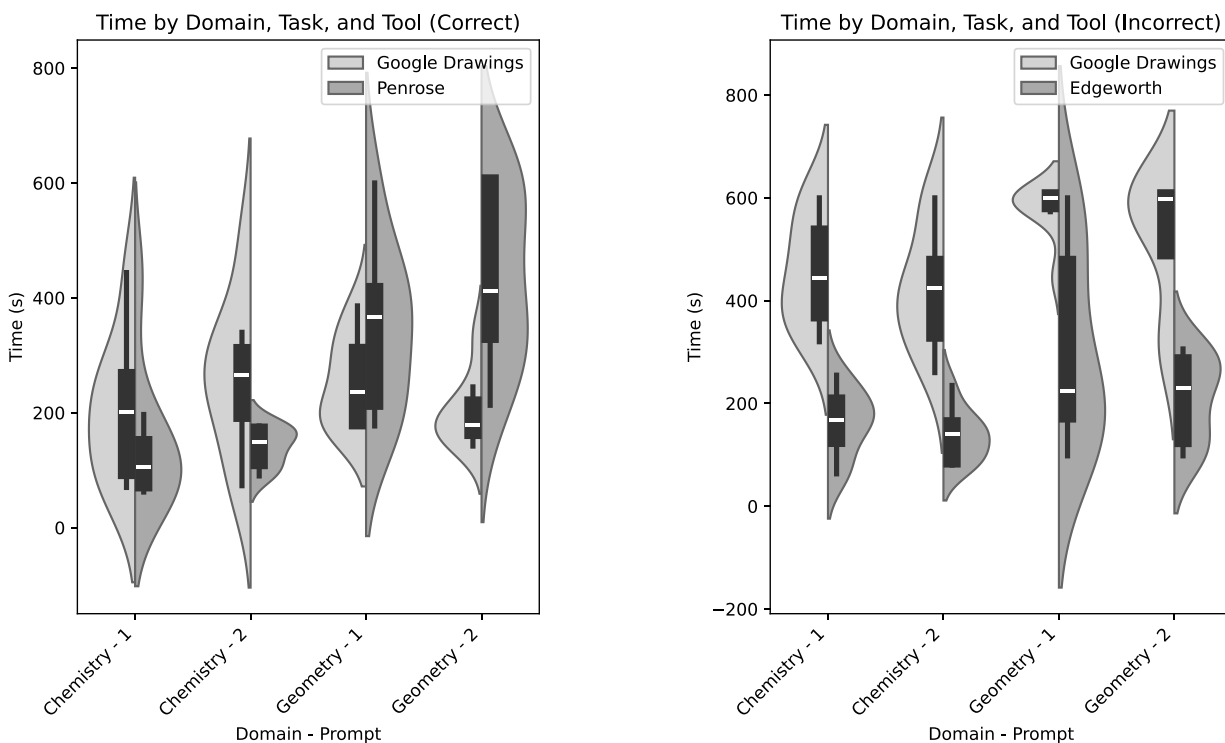 Time by Domain, Task, and Tool (Correct)
Google Drawings
Penrose
800
600
400
200
0
Time (s)
Chemistry - 1
Chemistry - 2
Geometry - 1
Geometry - 2
Domain - Prompt
Time by Domain, Task, and Tool (Incorrect)
Google Drawings
Edgeworth
800
600
400
200
0
−200
Time (s)
Chemistry - 1
Chemistry - 2
Geometry - 1
Geometry - 2
Domain - Prompt